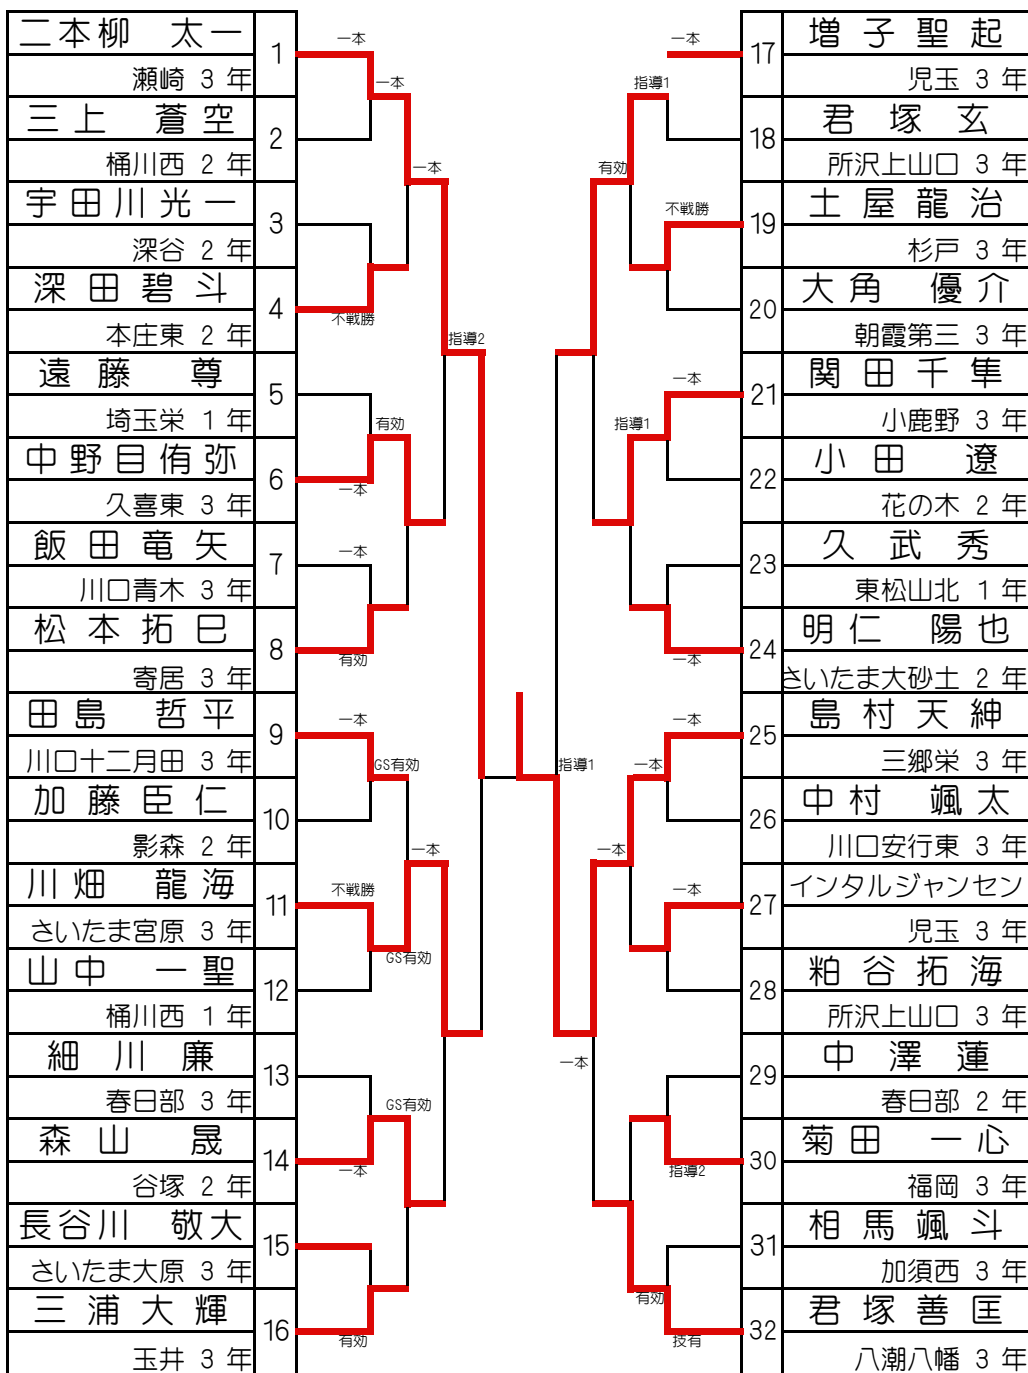 二本柳　太一
1
瀬崎 3 年
三上　蒼空
2
桶川西 2 年
宇田川光一
3
深谷 2 年
深田碧斗
4
本庄東 2 年
遠藤　尊
5
埼玉栄 1 年
中野目侑弥
6
久喜東 3 年
飯田竜矢
7
川口青木 3 年
松本拓巳
8
寄居 3 年
田島　哲平
9
川口十二月田 3 年
加藤臣仁
10
影森 2 年
川畑　龍海
11
さいたま宮原 3 年
山中　一聖
12
桶川西 1 年
細川廉
13
春日部 3 年
森山　晟
14
谷塚 2 年
長谷川　敬大
15
さいたま大原 3 年
三浦大輝
16
玉井 3 年
一本
一本
一本
不戦勝
指導2
有効
一本
一本
有効
一本
GS有効
一本
不戦勝
GS有効
GS有効
一本
有効
一本
指導1
有効
不戦勝
一本
指導1
一本
一本
指導1
一本
一本
一本
一本
指導2
有効
技有
増子聖起
17
児玉 3 年
君塚玄
18
所沢上山口 3 年
土屋龍治
19
杉戸 3 年
大角　優介
20
朝霞第三 3 年
関田千隼
21
小鹿野 3 年
小田　遼
22
花の木 2 年
久武秀
23
東松山北 1 年
明仁　陽也
24
さいたま大砂土 2 年
島村天紳
25
三郷栄 3 年
中村　颯太
26
川口安行東 3 年
インタルジャンセン
27
児玉 3 年
粕谷拓海
28
所沢上山口 3 年
中澤蓮
29
春日部 2 年
菊田　一心
30
福岡 3 年
相馬颯斗
31
加須西 3 年
君塚善匡
32
八潮八幡 3 年